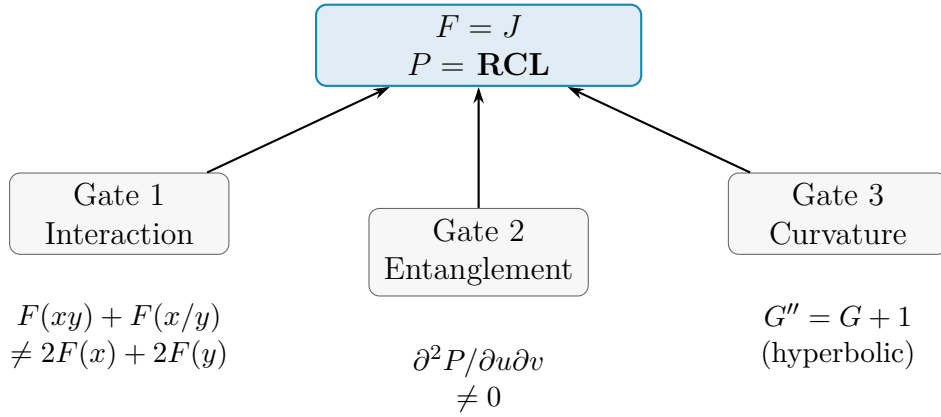 F = J
P = RCL
Gate 1
Interaction
Gate 2
Entanglement
Gate 3
Curvature
F(xy) + F(x/y)
≠ 2F(x) + 2F(y)
∂²P/∂u∂v
≠ 0
G″ = G + 1
(hyperbolic)